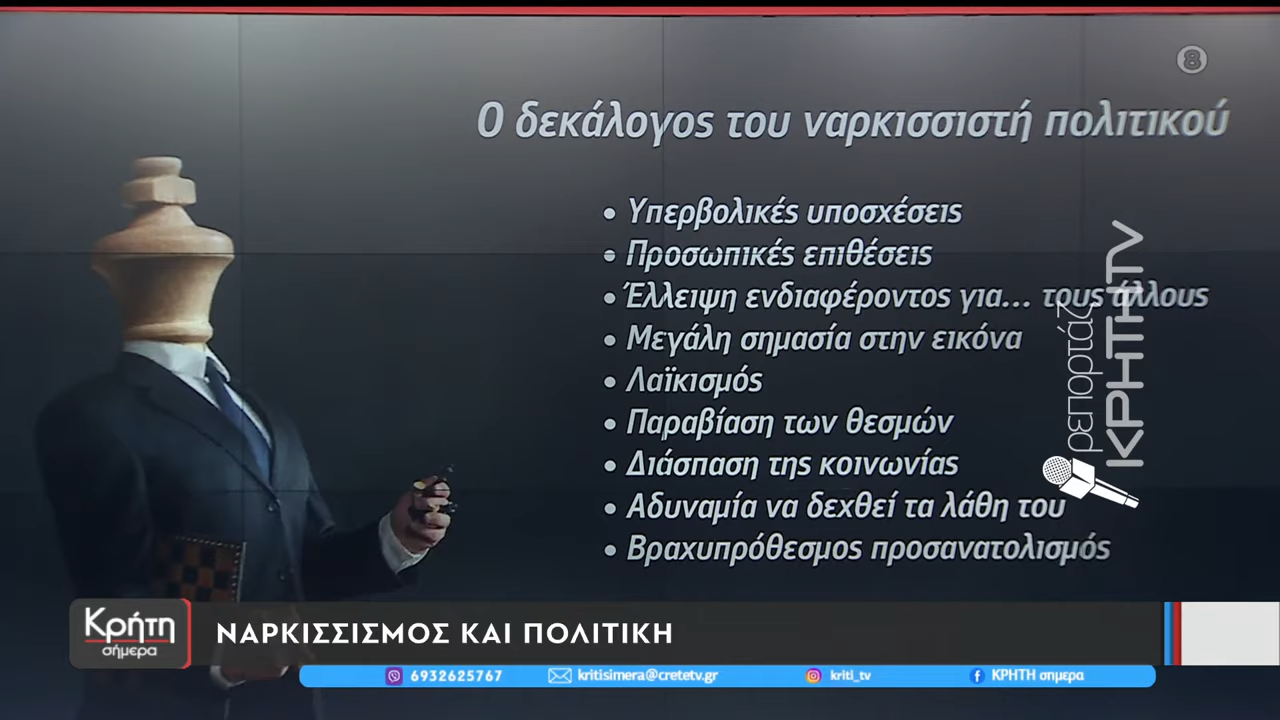 8
Ο δεκάλογος του ναρκισσιστή πολιτικού
• Υπερβολικές υποσχέσεις
• Προσωπικές επιθέσεις
• Έλλειψη ενδιαφέροντος για... τους άλλους
• Μεγάλη σημασία στην εικόνα
• Λαϊκισμός
• Παραβίαση των θεσμών
• Διάσπαση της κοινωνίας
• Αδυναμία να δεχθεί τα λάθη του
• Βραχυπρόθεσμος προσανατολισμός
ρεπορτάζ
ΚΡΗΤΗ TV
Κρήτη
σήμερα
ΝΑΡΚΙΣΣΙΣΜΟΣ ΚΑΙ ΠΟΛΙΤΙΚΗ
6932625767 kritisimera@cretetv.gr kriti_tv ΚΡΗΤΗ σημερα